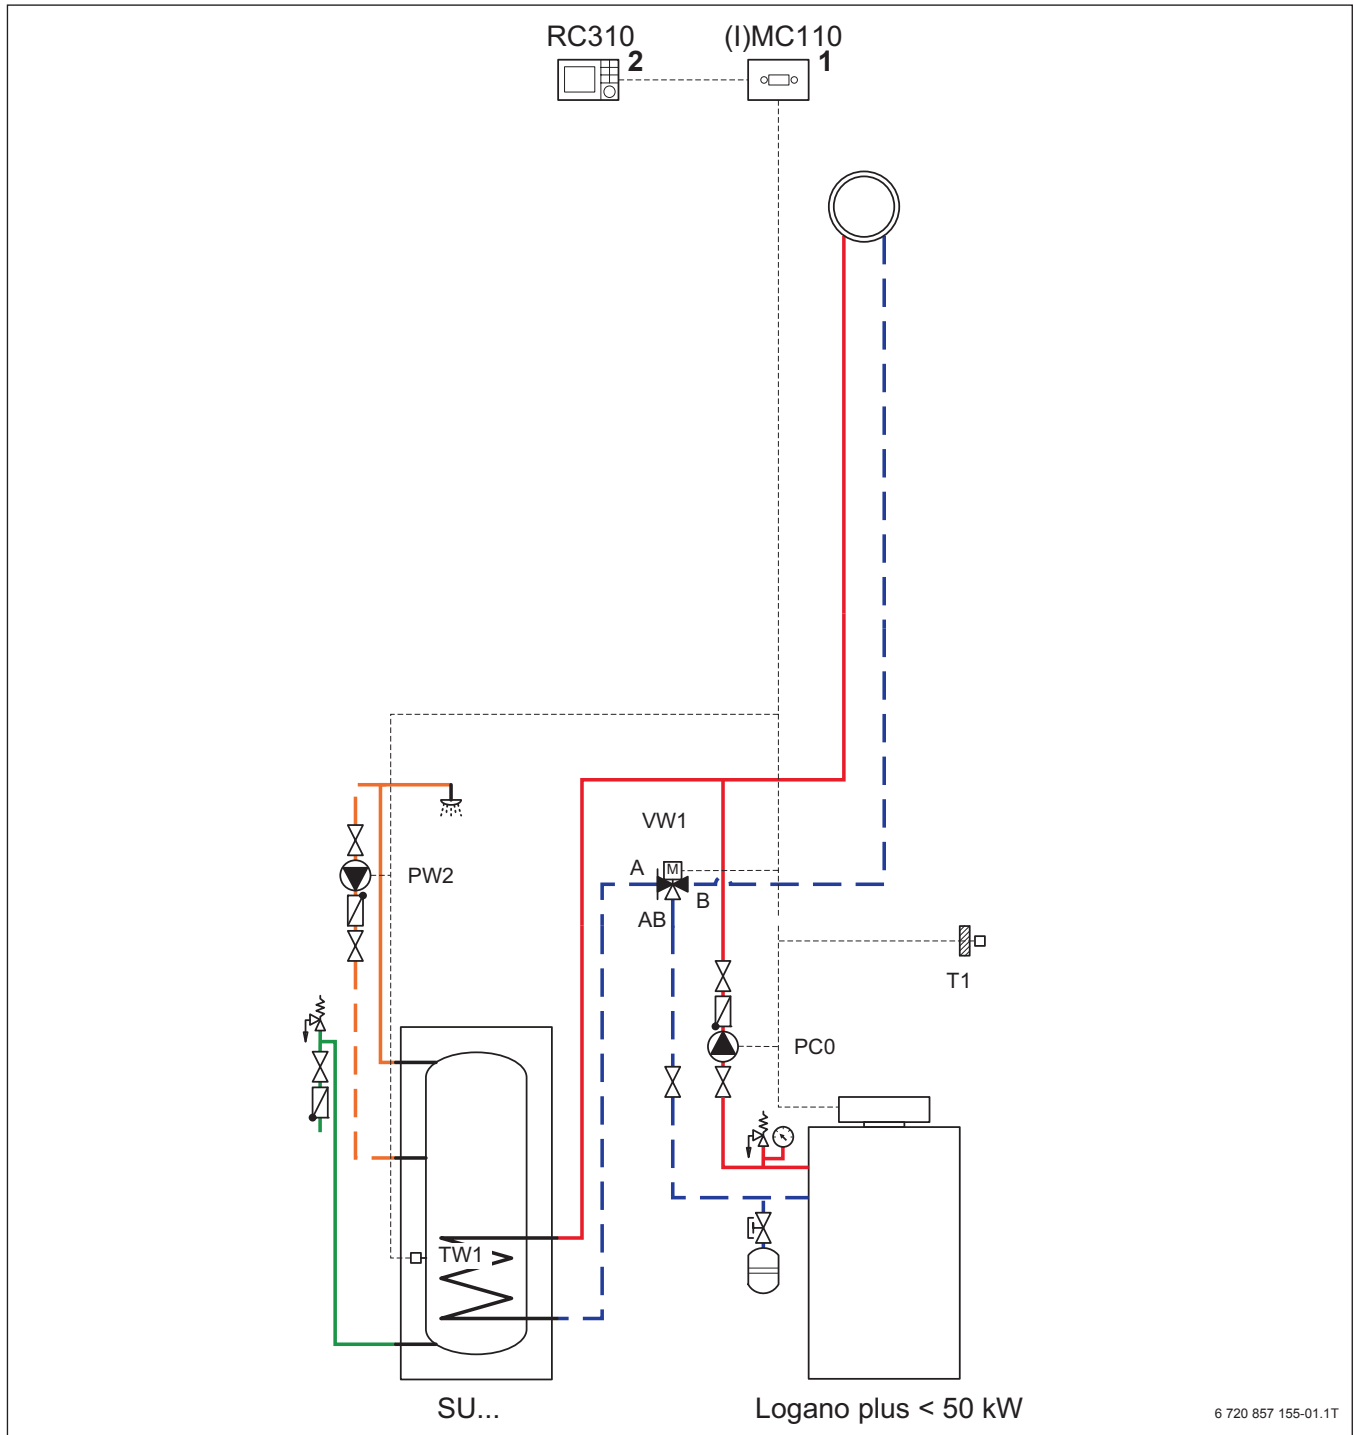 RC310
2
(I)MC110
1
VW1
M
A
B
AB
PW2
T1
PC0
TW1
SU...
Logano plus < 50 kW
6 720 857 155-01.1T